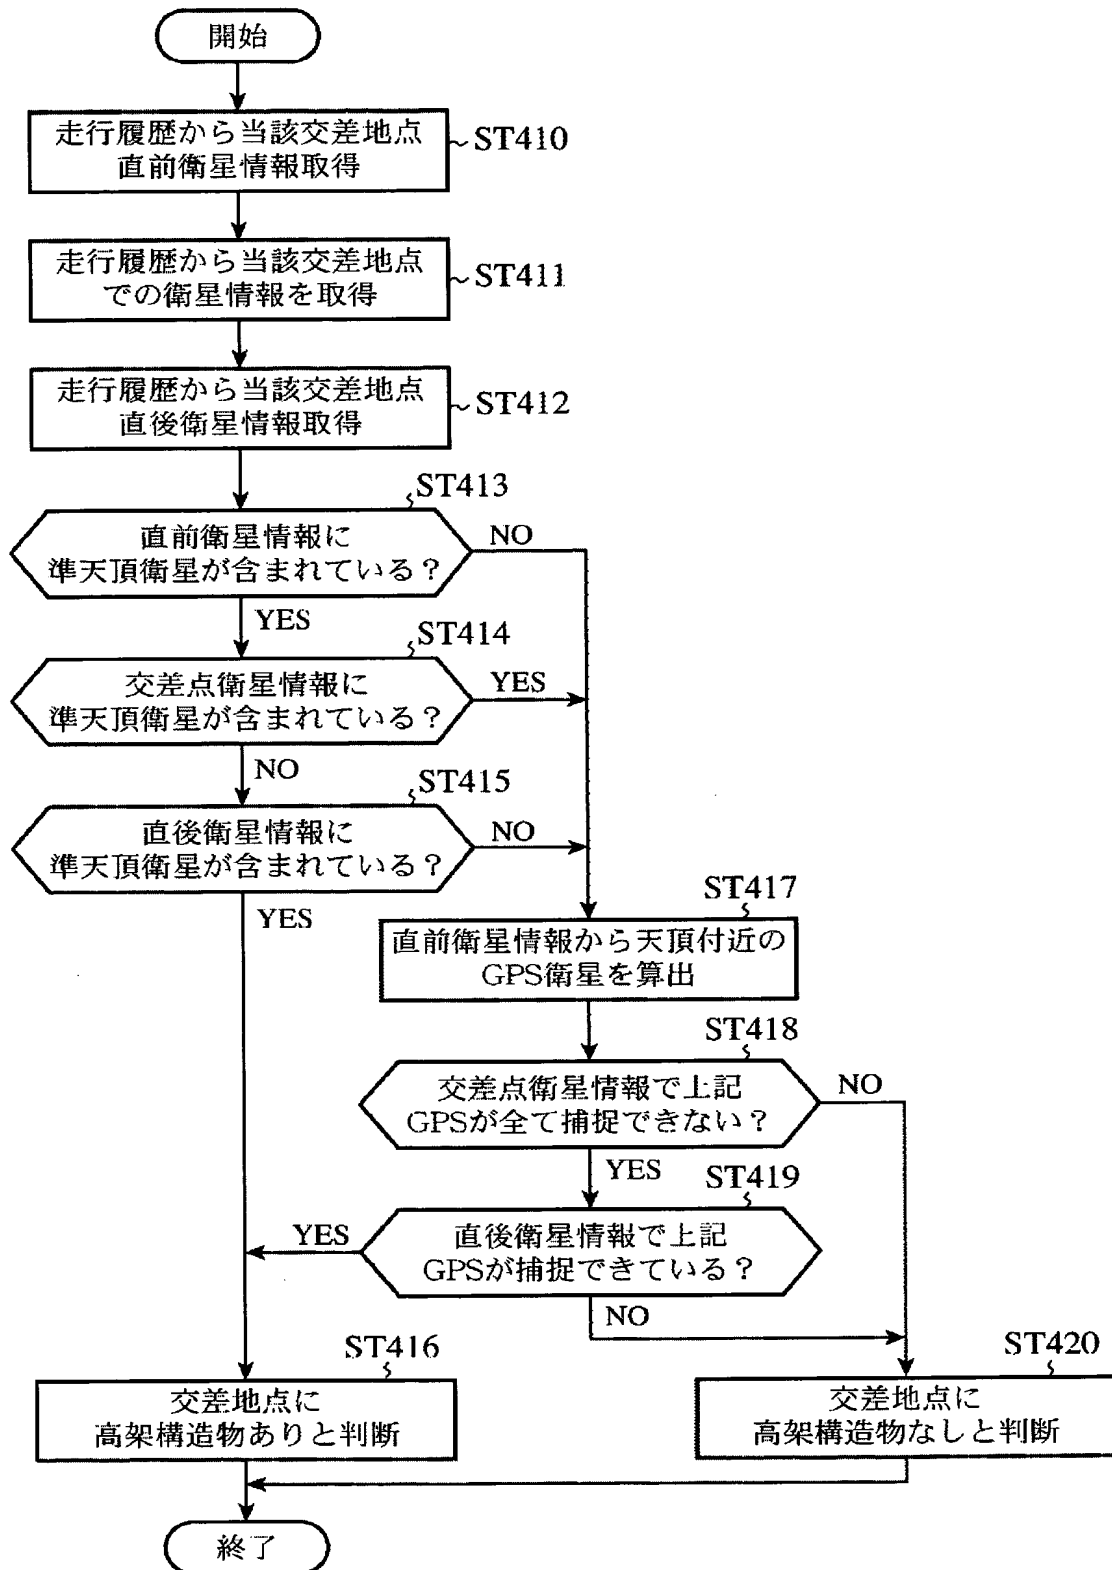 開始
走行履歴から当該交差地点
直前衛星情報取得
ST410
走行履歴から当該交差地点
での衛星情報を取得
ST411
走行履歴から当該交差地点
直後衛星情報取得
ST412
ST413
直前衛星情報に
準天頂衛星が含まれている?
NO
YES
ST414
交差点衛星情報に
準天頂衛星が含まれている?
YES
NO
ST415
直後衛星情報に
準天頂衛星が含まれている?
NO
YES
ST417
直前衛星情報から天頂付近の
GPS衛星を算出
ST418
交差点衛星情報で上記
GPSが全て捕捉できない?
NO
YES
ST419
直後衛星情報で上記
GPSが捕捉できている?
YES
NO
ST416
交差地点に
高架構造物ありと判断
ST420
交差地点に
高架構造物なしと判断
終了